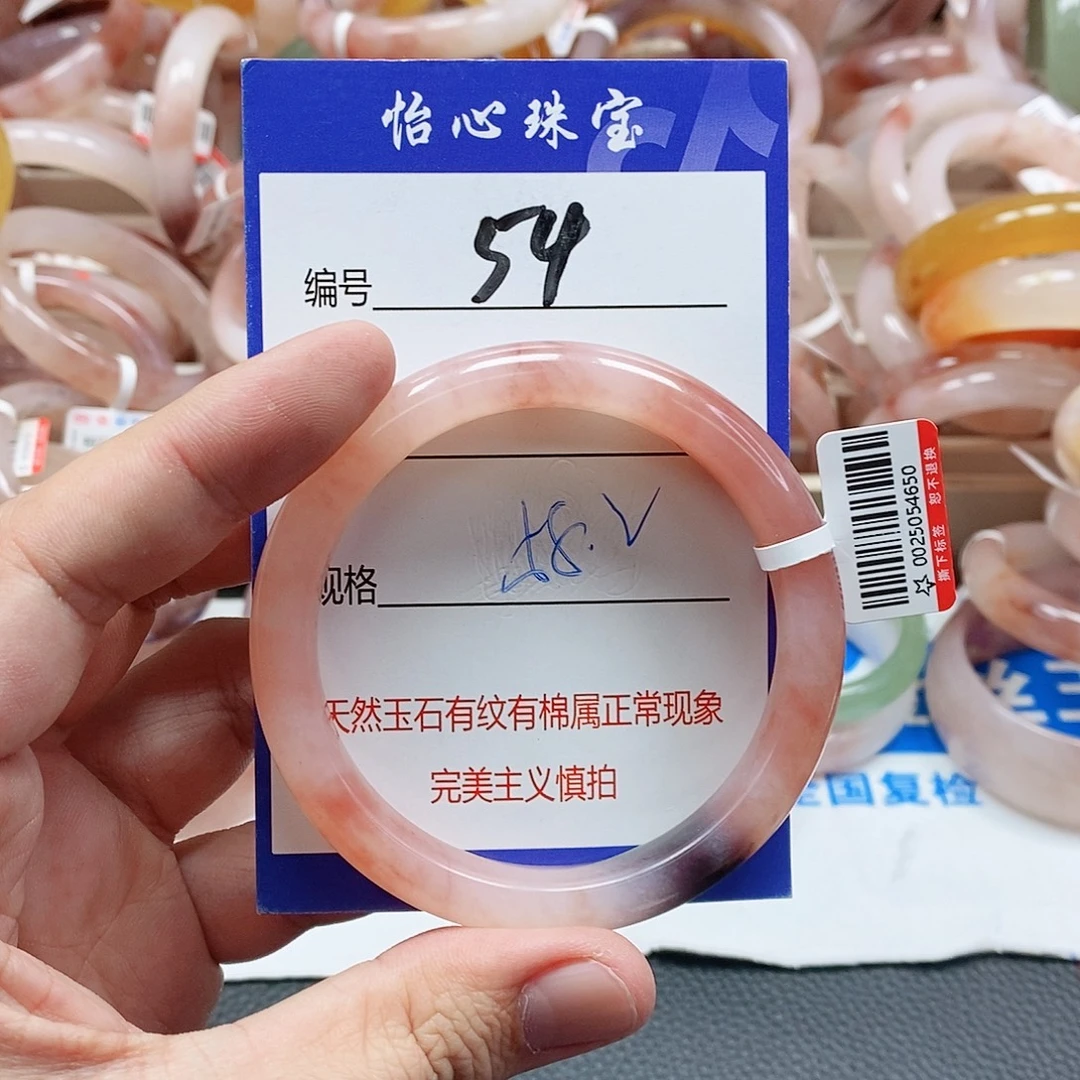 怡心珠宝
编号 54
规格 58.V
天然玉石有纹有棉属正常现象
完美主义慎拍
0025054650
撕下标签 恕不退换
全国复检